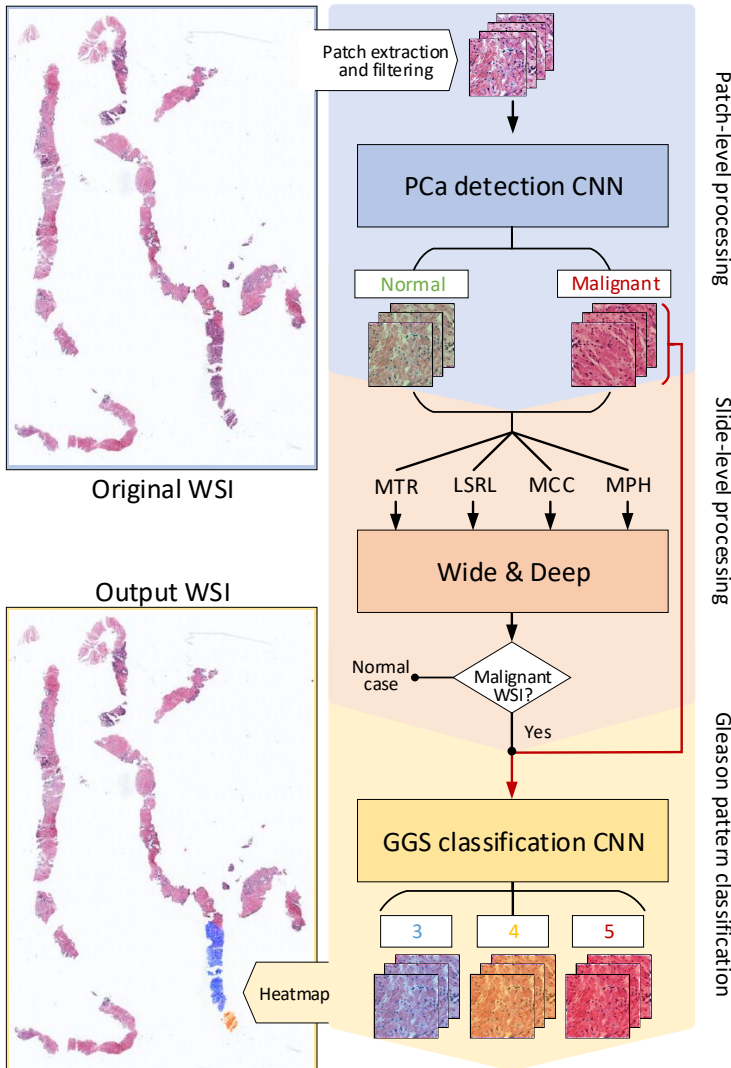 Patch extraction
and filtering
Patch-level processing
PCa detection CNN
Normal
Malignant
Original WSI
Slide-level processing
MTR
LSRL
MCC
MPH
Wide & Deep
Output WSI
Normal
case
Malignant
WSI?
Yes
Gleason pattern classification
GGS classification CNN
3
4
5
Heatmap